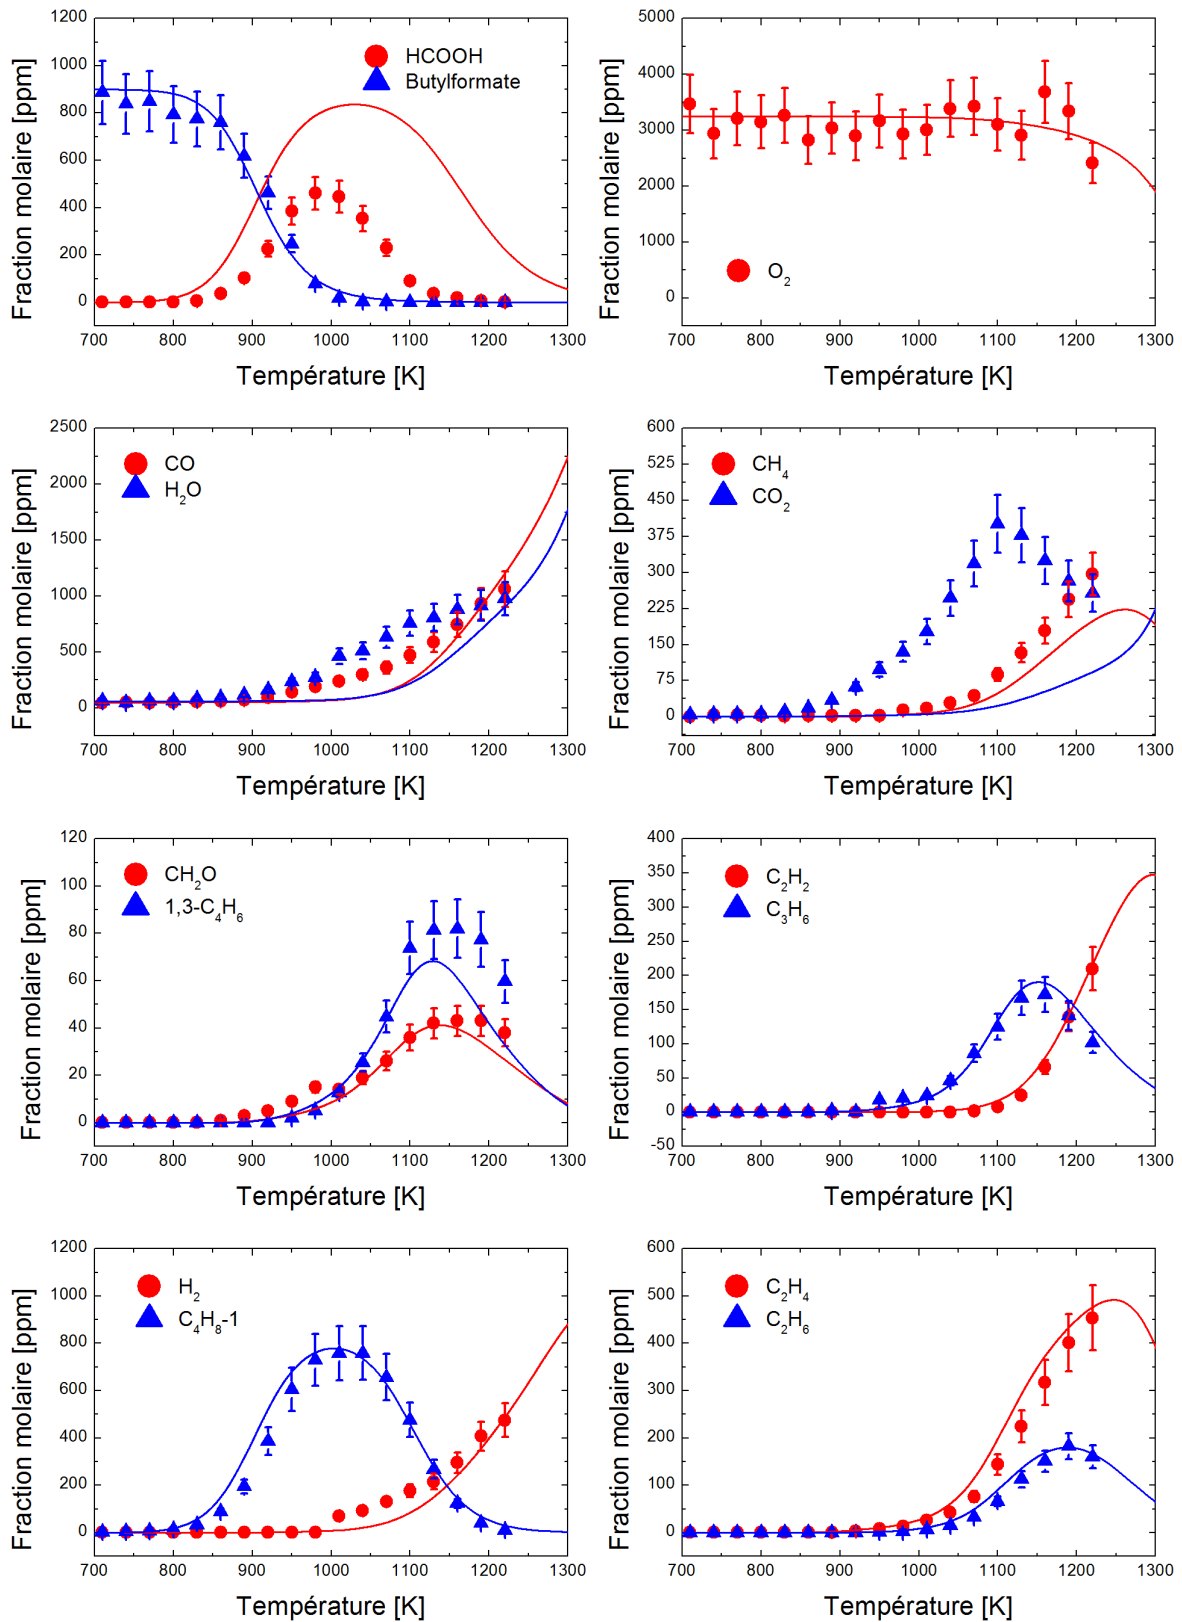 1200
1000
800
600
400
200
0
Fraction molaire [ppm]
HCOOH
Butylformate
700 800 900 1000 1100 1200 1300
Température [K]
5000
4000
3000
2000
1000
0
Fraction molaire [ppm]
O₂
700 800 900 1000 1100 1200 1300
Température [K]
2500
2000
1500
1000
500
0
Fraction molaire [ppm]
CO
H₂O
700 800 900 1000 1100 1200 1300
Température [K]
600
525
450
375
300
225
150
75
0
Fraction molaire [ppm]
CH₄
CO₂
700 800 900 1000 1100 1200 1300
Température [K]
120
100
80
60
40
20
0
Fraction molaire [ppm]
CH₂O
1,3-C₄H₆
700 800 900 1000 1100 1200 1300
Température [K]
400
350
300
250
200
150
100
50
0
-50
Fraction molaire [ppm]
C₂H₂
C₃H₆
700 800 900 1000 1100 1200 1300
Température [K]
1200
1000
800
600
400
200
0
Fraction molaire [ppm]
H₂
C₄H₈-1
700 800 900 1000 1100 1200 1300
Température [K]
600
500
400
300
200
100
0
Fraction molaire [ppm]
C₂H₄
C₂H₆
700 800 900 1000 1100 1200 1300
Température [K]